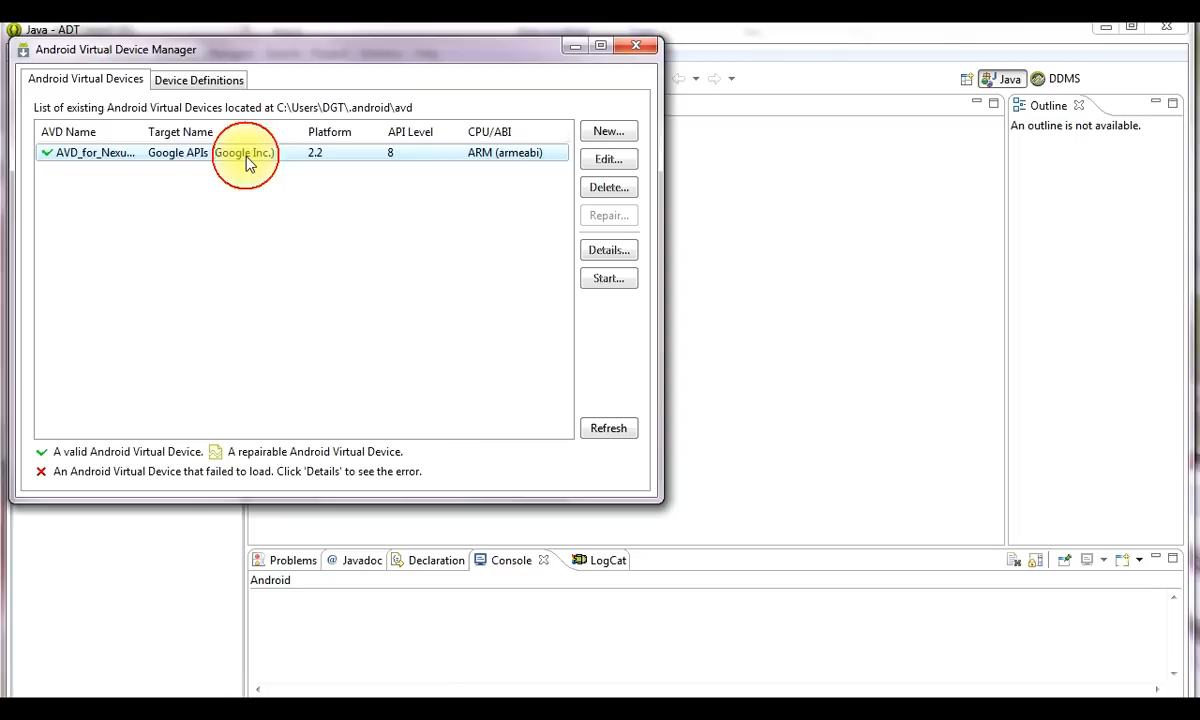 Java - ADT
Android Virtual Device Manager
Android Virtual Devices
Device Definitions
List of existing Android Virtual Devices located at C:\Users\DGT\.android\avd
AVD Name Target Name Platform API Level CPU/ABI
AVD_for_Nexu... Google APIs (Google Inc.) 2.2 8 ARM (armeabi)
New...
Edit...
Delete...
Repair...
Details...
Start...
Refresh
A valid Android Virtual Device. A repairable Android Virtual Device.
An Android Virtual Device that failed to load. Click 'Details' to see the error.
Java DDMS
Outline
An outline is not available.
Problems @ Javadoc Declaration Console LogCat
Android